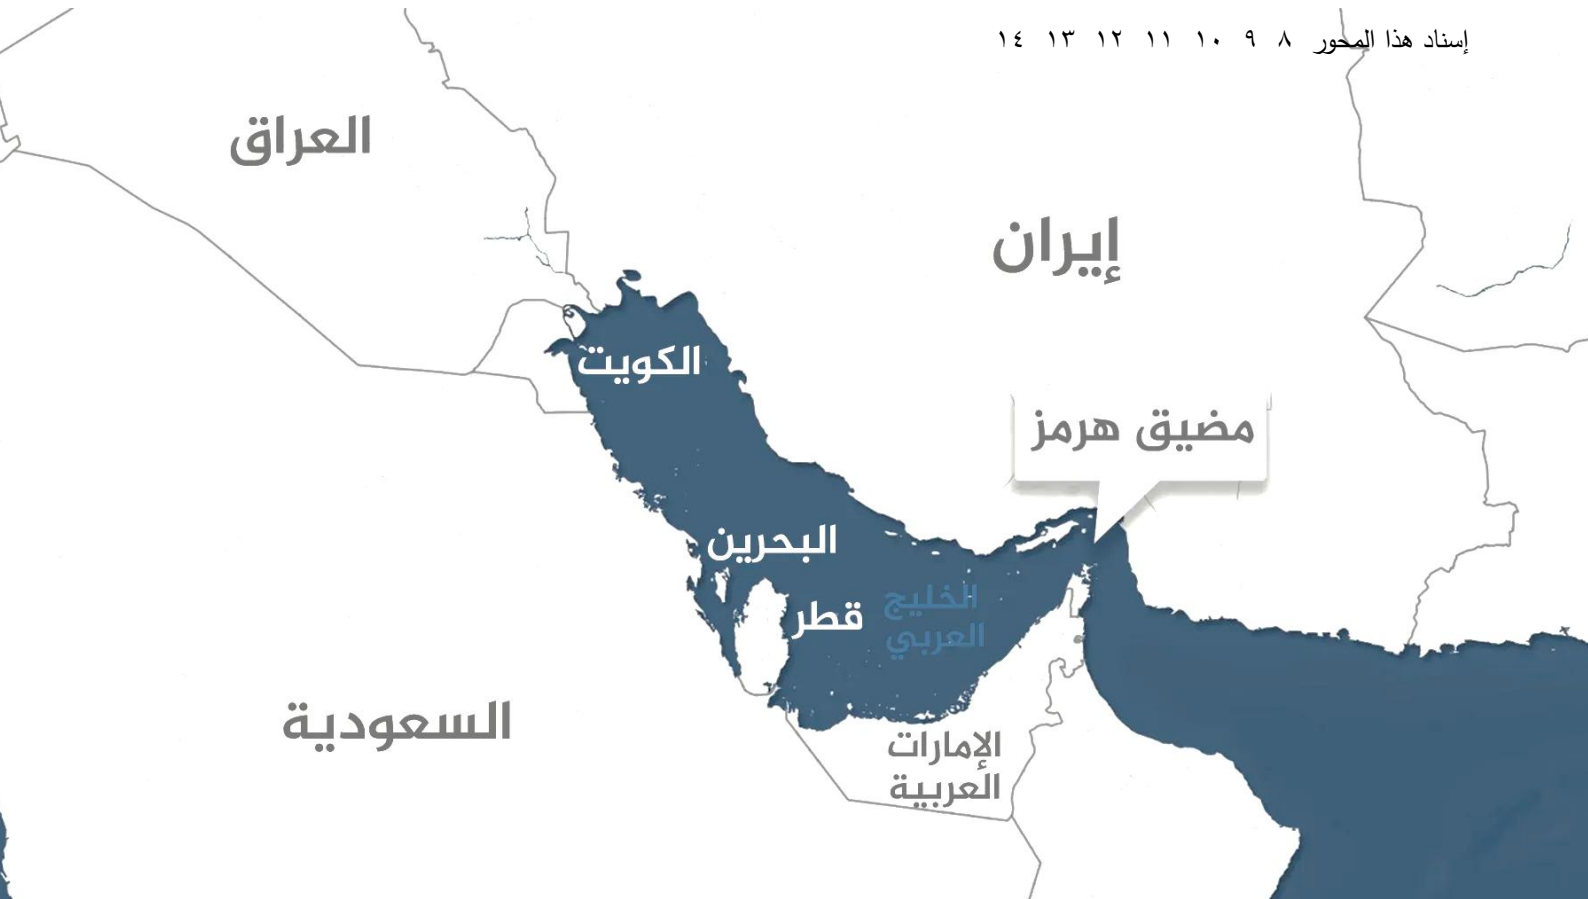 إسناد هذا المحور ٨ ٩ ١٠ ١١ ١٢ ١٣ ١٤
العراق
إيران
الكويت
مضيق هرمز
البحرين
قطر
الخليج
العربي
السعودية
الإمارات
العربية